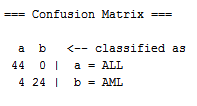 === Confusion Matrix ===
a b <-- classified as
44 0 | a = ALL
4 24 | b = AML